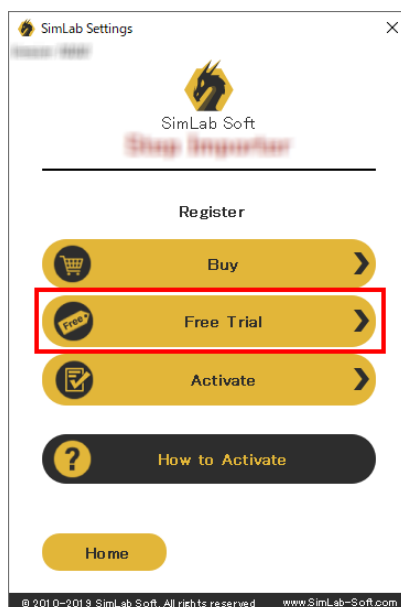 SimLab Settings
SimLab Soft
Register
Buy
Free
Free Trial
Activate
?
How to Activate
Home
© 2010-2019 SimLab Soft. All rights reserved www.SimLab-Soft.com